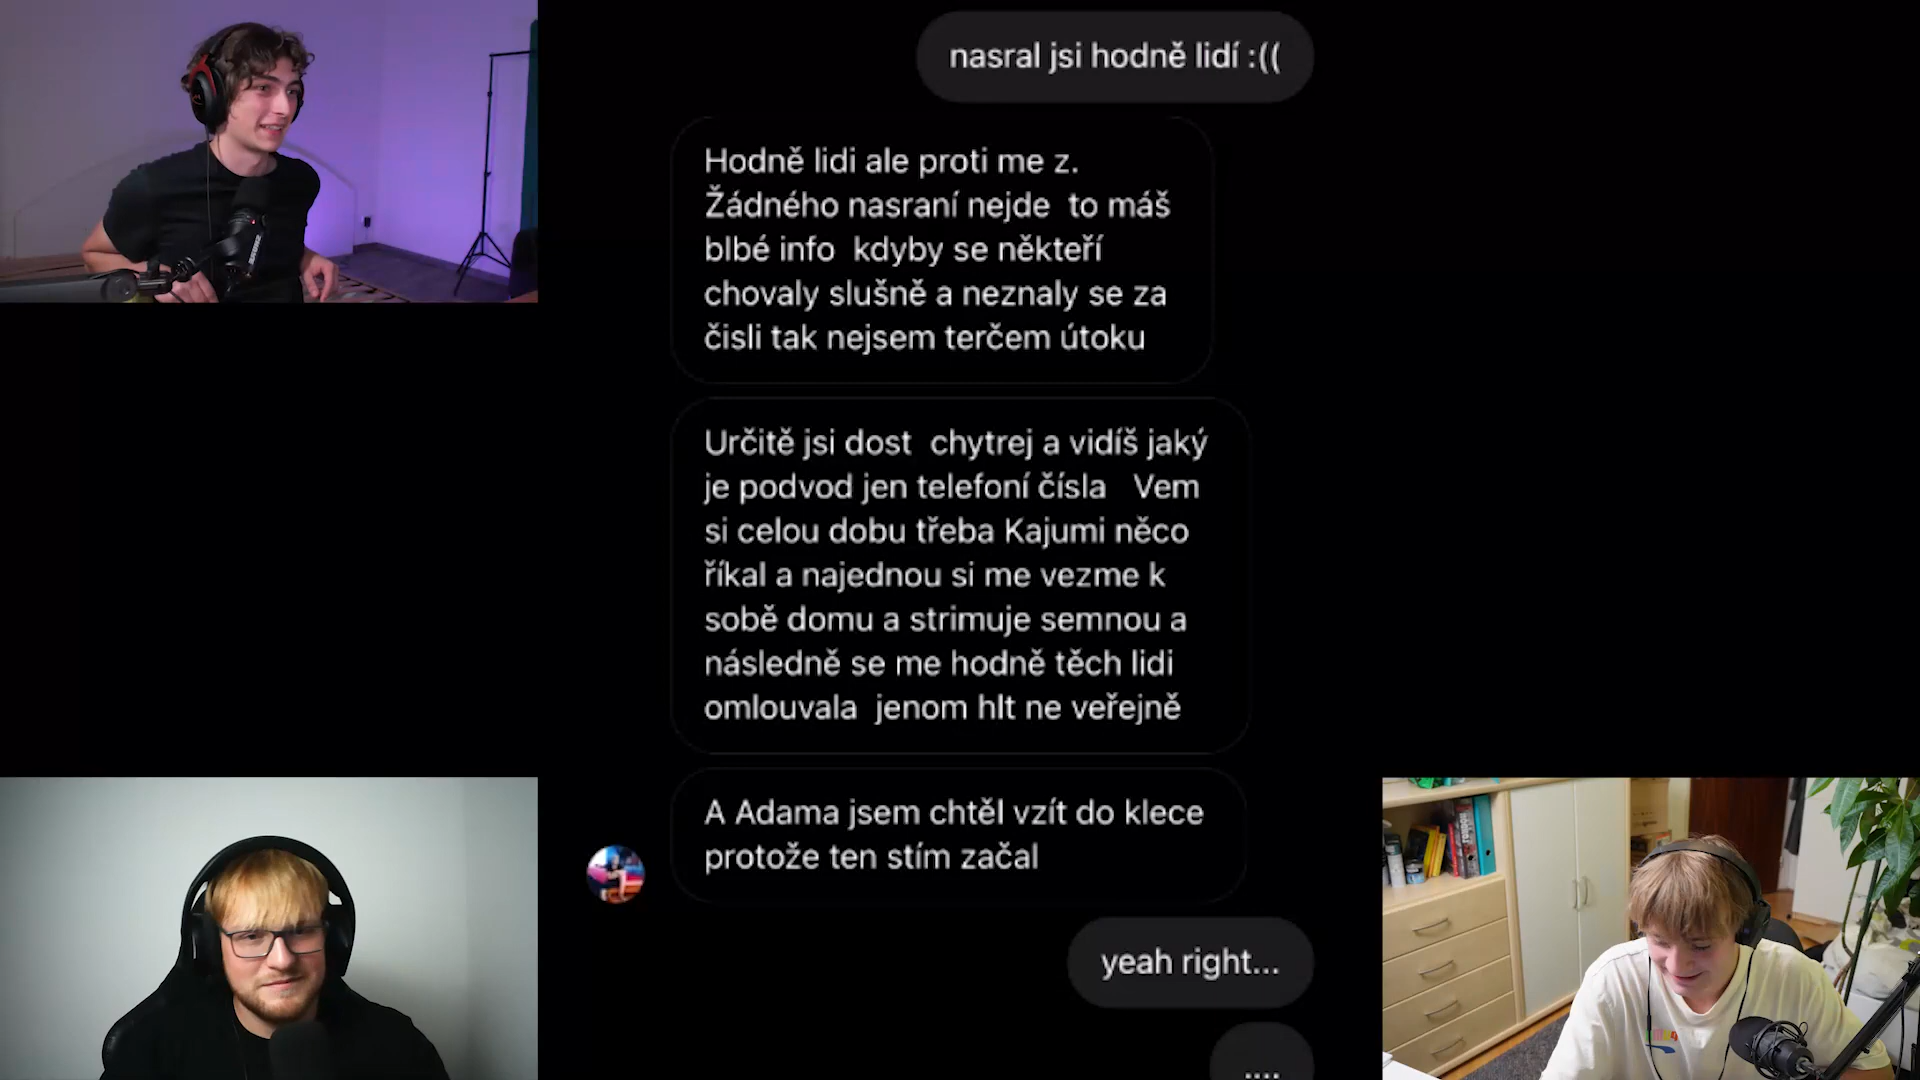 nasral jsi hodně lidí :((
Hodně lidi ale proti me z.
Žádného nasraní nejde  to máš
blbé info  kdyby se někteří
chovaly slušně a neznaly se za
čisli tak nejsem terčem útoku
Určitě jsi dost  chytrej a vidíš jaký
je podvod jen telefoní čísla   Vem
si celou dobu třeba Kajumi něco
říkal a najednou si me vezme k
sobě domu a strimuje semnou a
následně se me hodně těch lidi
omlouvala  jenom hlt ne veřejně
A Adama jsem chtěl vzít do klece
protože ten stím začal
yeah right...
....